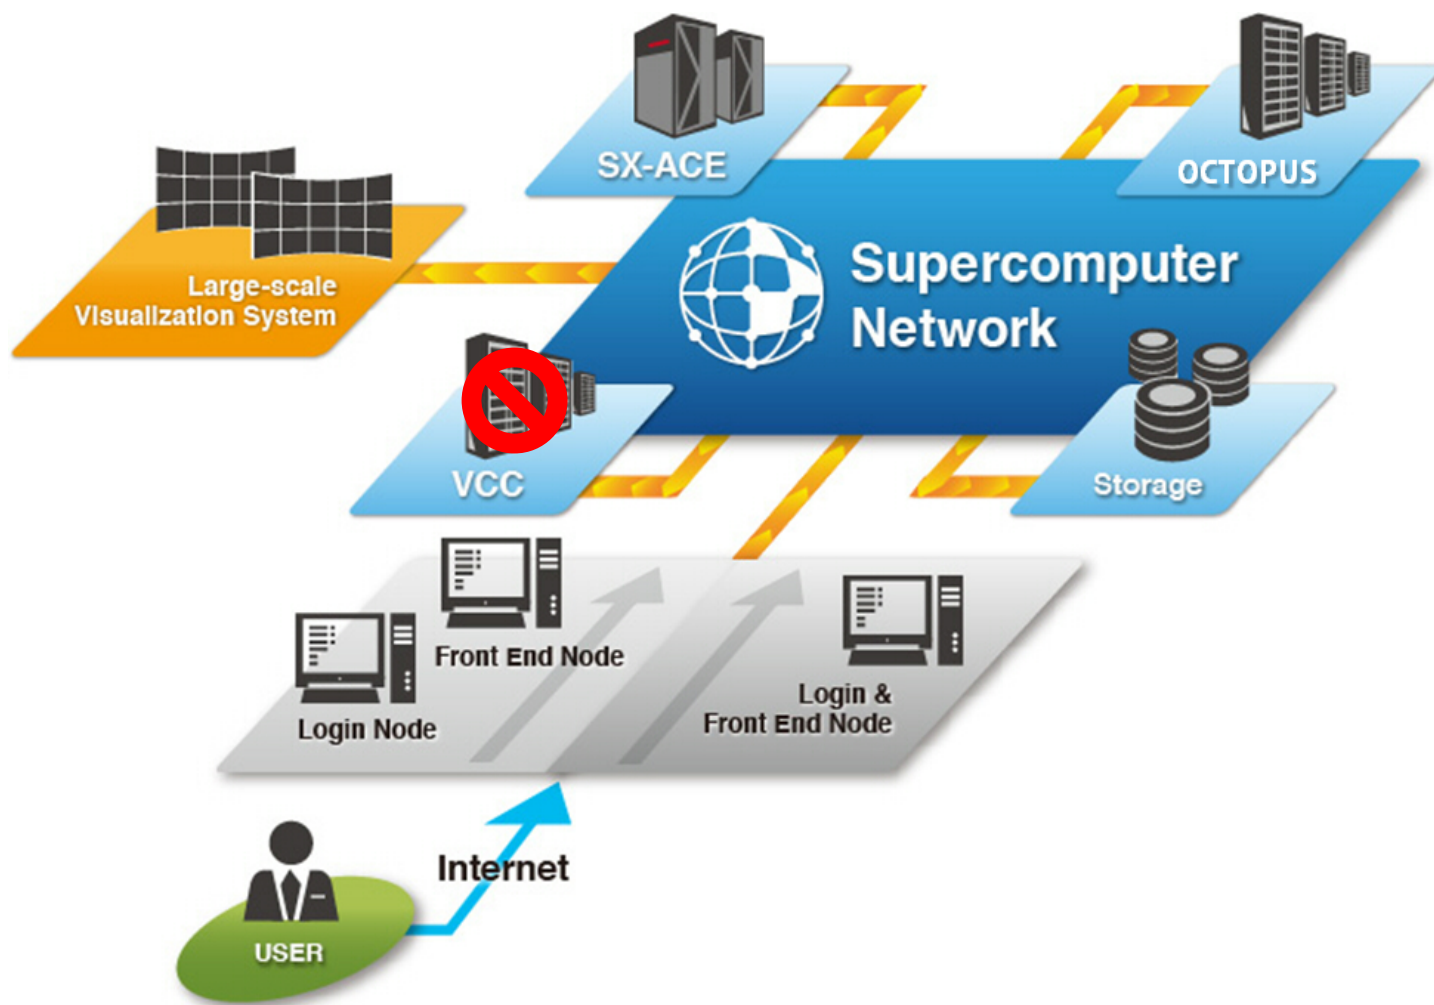 SX-ACE
OCTOPUS
Supercomputer
Network
Large-scale
Visualization System
VCC
Storage
Front End Node
Login Node
Login &
Front End Node
Internet
USER